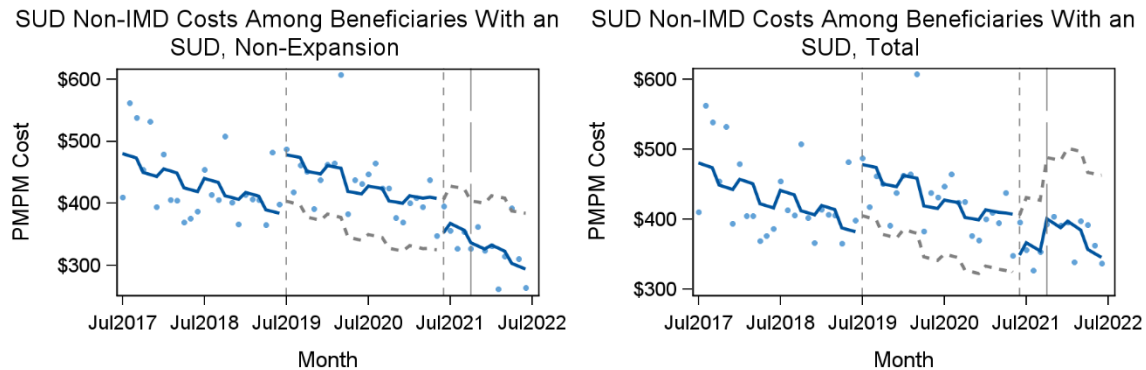 SUD Non-IMD Costs Among Beneficiaries With an
SUD, Non-Expansion
$600
$500
$400
$300
PMPM Cost
Jul2017
Jul2018
Jul2019
Jul2020
Jul2021
Jul2022
Month
SUD Non-IMD Costs Among Beneficiaries With an
SUD, Total
$600
$500
$400
$300
PMPM Cost
Jul2017
Jul2018
Jul2019
Jul2020
Jul2021
Jul2022
Month